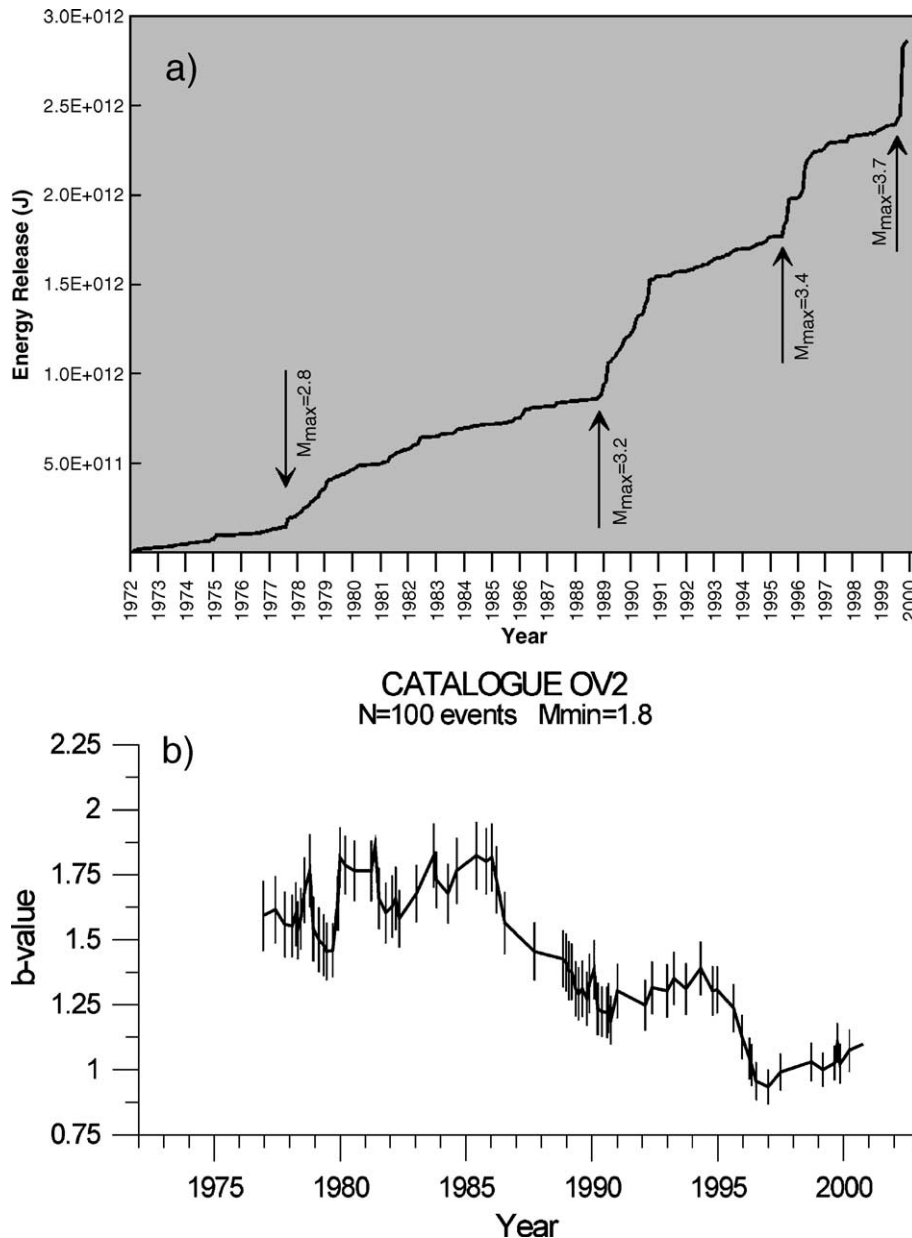 a)
3.0E+012
2.5E+012
2.0E+012
1.5E+012
1.0E+012
5.0E+011
Energy Release (J)
Mmax=2.8
Mmax=3.2
Mmax=3.4
Mmax=3.7
1972
1973
1974
1975
1976
1977
1978
1979
1980
1981
1982
1983
1984
1985
1986
1987
1988
1989
1990
1991
1992
1993
1994
1995
1996
1997
1998
1999
2000
Year
CATALOGUE OV2
N=100 events Mmin=1.8
b)
2.25
2
1.75
1.5
1.25
1
0.75
b-value
1975 1980 1985 1990 1995 2000
Year